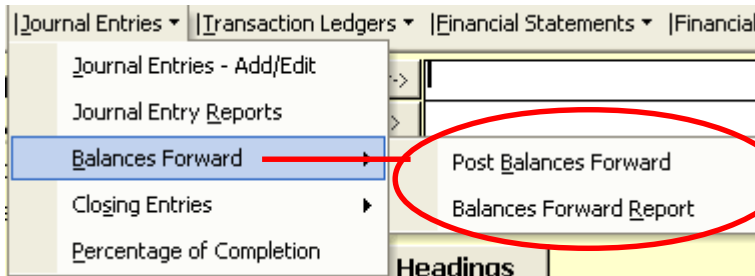 |Journal Entries ▾ |Transaction Ledgers ▾ |Financial Statements ▾ |Financial
Journal Entries - Add/Edit
Journal Entry Reports
Balances Forward
Post Balances Forward
Closing Entries
Balances Forward Report
Percentage of Completion
Headings